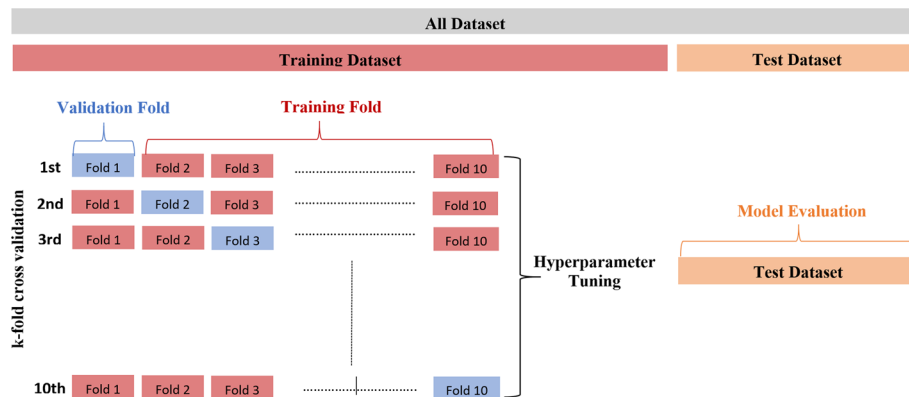 All Dataset
Training Dataset
Test Dataset
Validation Fold
Training Fold
k-fold cross validation
1st Fold 1 Fold 2 Fold 3 ................................ Fold 10
2nd Fold 1 Fold 2 Fold 3 ................................ Fold 10
3rd Fold 1 Fold 2 Fold 3 ................................ Fold 10
10th Fold 1 Fold 2 Fold 3 ................................ Fold 10
Hyperparameter
Tuning
Model Evaluation
Test Dataset